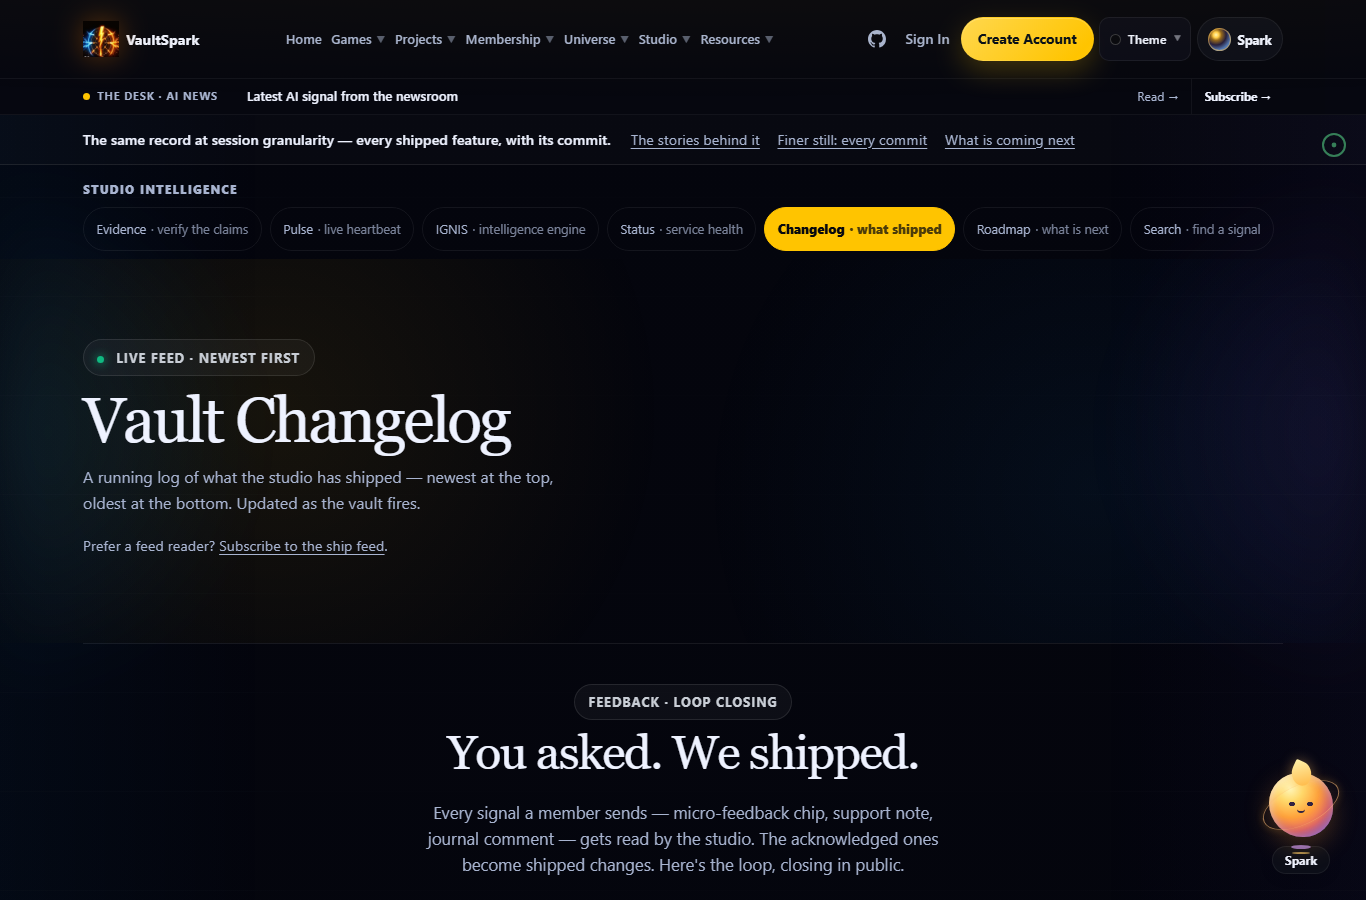 VaultSpark
Home Games Projects Membership Universe Studio Resources
Sign In Create Account Theme Spark
THE DESK · AI NEWS Latest AI signal from the newsroom Read → Subscribe →
The same record at session granularity — every shipped feature, with its commit. The stories behind it Finer still: every commit What is coming next
STUDIO INTELLIGENCE
Evidence · verify the claims Pulse · live heartbeat IGNIS · intelligence engine Status · service health Changelog · what shipped Roadmap · what is next Search · find a signal
LIVE FEED · NEWEST FIRST
Vault Changelog
A running log of what the studio has shipped — newest at the top,
oldest at the bottom. Updated as the vault fires.
Prefer a feed reader? Subscribe to the ship feed.
FEEDBACK · LOOP CLOSING
You asked. We shipped.
Every signal a member sends — micro-feedback chip, support note,
journal comment — gets read by the studio. The acknowledged ones
become shipped changes. Here's the loop, closing in public.
Spark